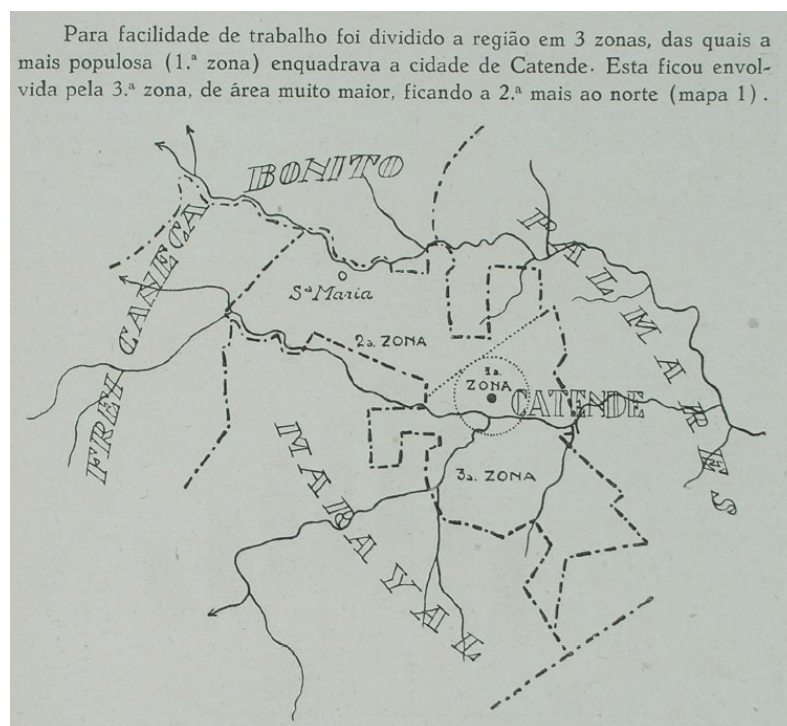 Para facilidade de trabalho foi dividido a região em 3 zonas, das quais a
mais populosa (1.ª zona) enquadrava a cidade de Catende. Esta ficou envol-
vida pela 3.ª zona, de área muito maior, ficando a 2.ª mais ao norte (mapa 1).
BONITO
PALMARES
FREI CANECA
Sᵗᵃ Maria
2a. ZONA
1a.
ZONA
CATENDE
MARAYAL
3a. ZONA